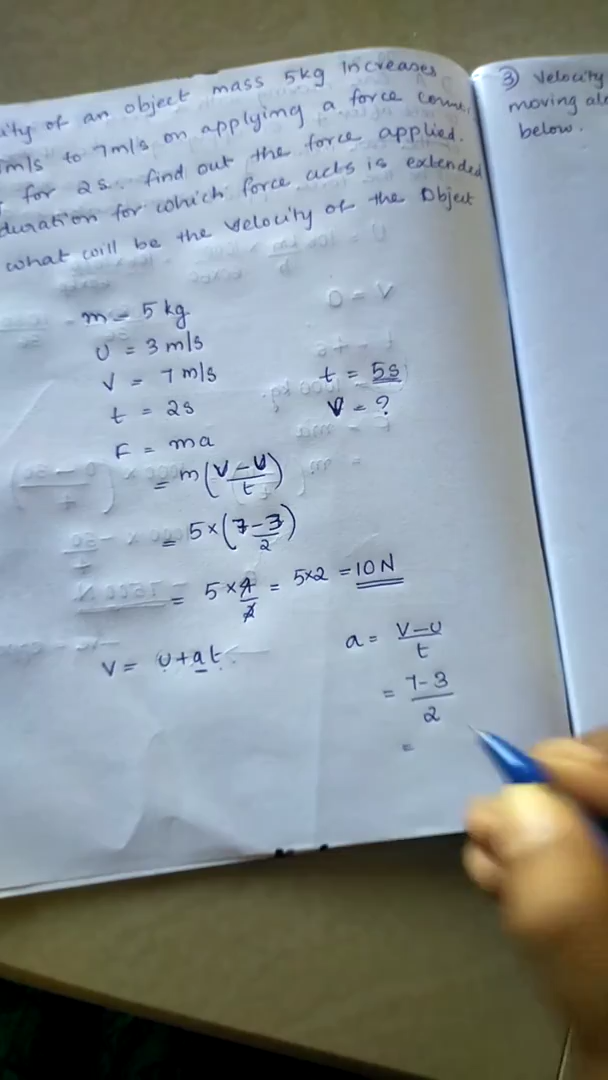 of an object mass 5kg increases
m/s to 7m/s on applying a force
for 2s. find out the force applied.
duration for which force acts is extended
what will be the velocity of the Object
m = 5 kg
U = 3 m/s
V = 7 m/s
t = 2s
t = 5s
V = ?
F = ma
= m(V-U/t)
= 5×(7-3/2)
= 5×4/2 = 5×2 = 10N
V = U+at
a = V-U/t
= 7-3/2
=
3 Velocity
moving
below.